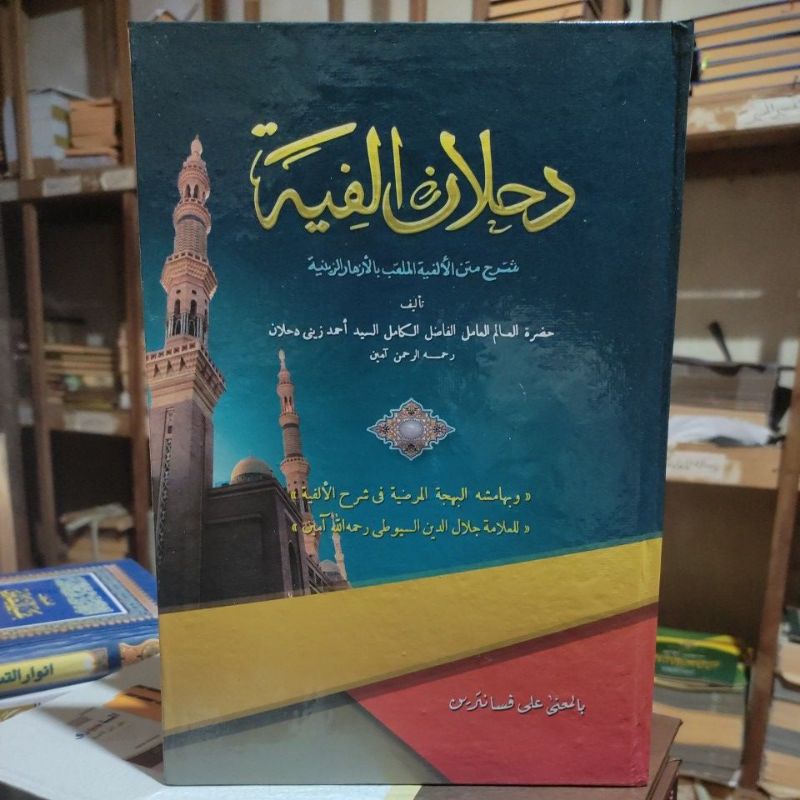 دحلان الفية
شرح متن الألفية الملقب بالأزهار الزينية
تأليف
حضرة العالم العامل الفاضل الكامل السيد أحمد زيني دحلان
رحمه الرحمن آمين
« وبهامشه البهجة المرضية فى شرح الألفية »
« للعلامة جلال الدين السيوطى رحمه الله آمين »
بالمعنى على فسانترين
انوار الت